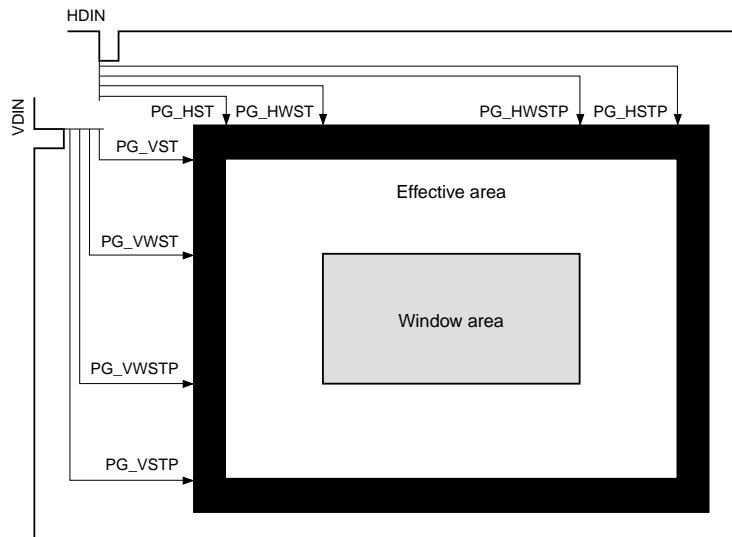 HDIN
VDIN
PG_HST PG_HWST PG_HWSTP PG_HSTP
PG_VST
Effective area
PG_VWST
Window area
PG_VWSTP
PG_VSTP